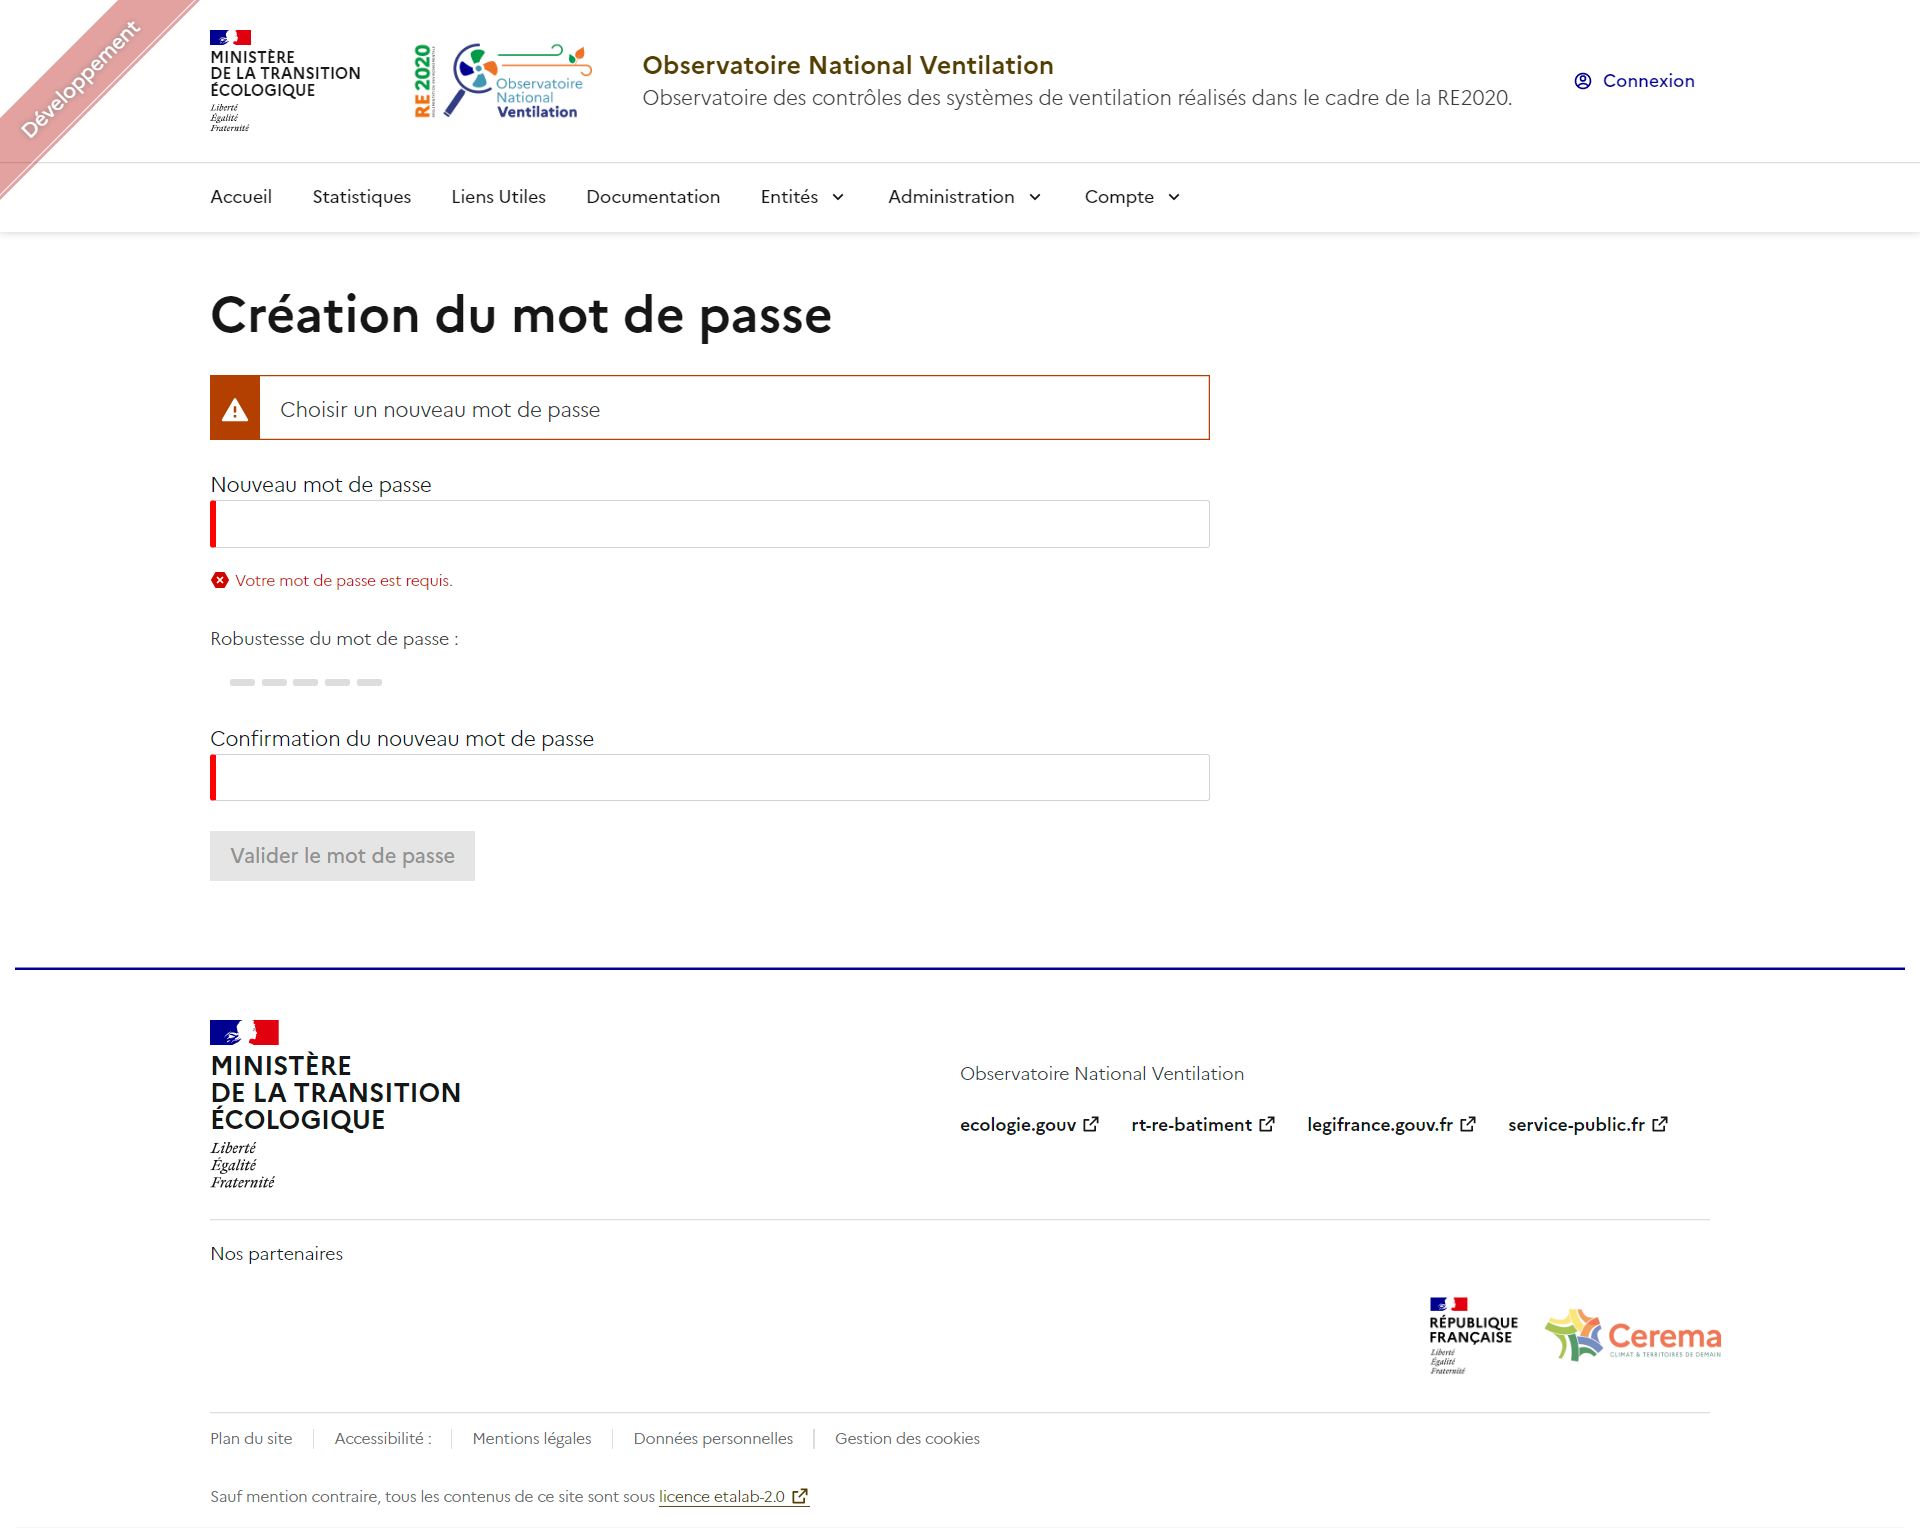 Développement
MINISTÈRE
DE LA TRANSITION
ÉCOLOGIQUE
Liberté
Égalité
Fraternité
RE 2020
Observatoire
National
Ventilation
Observatoire National Ventilation
Observatoire des contrôles des systèmes de ventilation réalisés dans le cadre de la RE2020.
Connexion
Accueil
Statistiques
Liens Utiles
Documentation
Entités
Administration
Compte
Création du mot de passe
Choisir un nouveau mot de passe
Nouveau mot de passe
Votre mot de passe est requis.
Robustesse du mot de passe :
Confirmation du nouveau mot de passe
Valider le mot de passe
MINISTÈRE
DE LA TRANSITION
ÉCOLOGIQUE
Liberté
Égalité
Fraternité
Observatoire National Ventilation
ecologie.gouv
rt-re-batiment
legifrance.gouv.fr
service-public.fr
Nos partenaires
RÉPUBLIQUE
FRANÇAISE
Liberté
Égalité
Fraternité
Cerema
CLIMAT & TERRITOIRES DE DEMAIN
Plan du site
Accessibilité :
Mentions légales
Données personnelles
Gestion des cookies
Sauf mention contraire, tous les contenus de ce site sont sous licence etalab-2.0